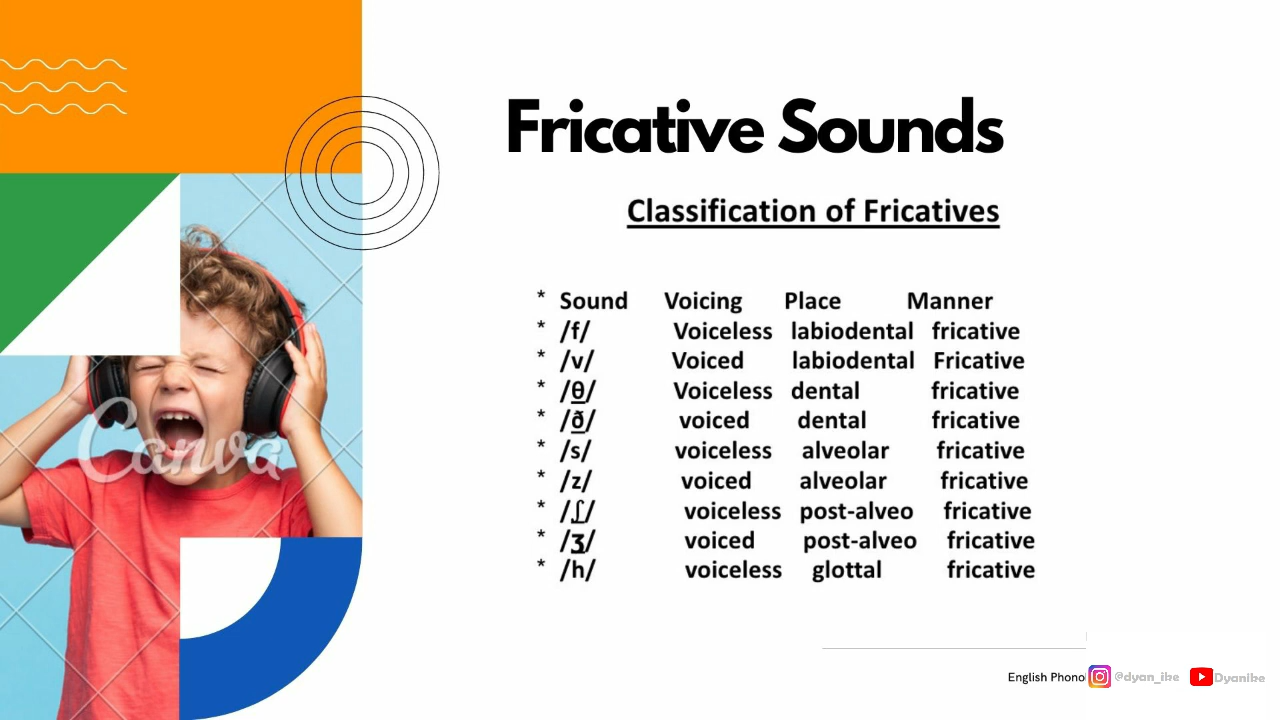 Fricative Sounds
Classification of Fricatives
* Sound Voicing Place Manner
* /f/ Voiceless labiodental fricative
* /v/ Voiced labiodental Fricative
* /θ/ Voiceless dental fricative
* /ð/ voiced dental fricative
* /s/ voiceless alveolar fricative
* /z/ voiced alveolar fricative
* /ʃ/ voiceless post-alveo fricative
* /ʒ/ voiced post-alveo fricative
* /h/ voiceless glottal fricative
Canva
English Phonol @dyan_ike DyanIke